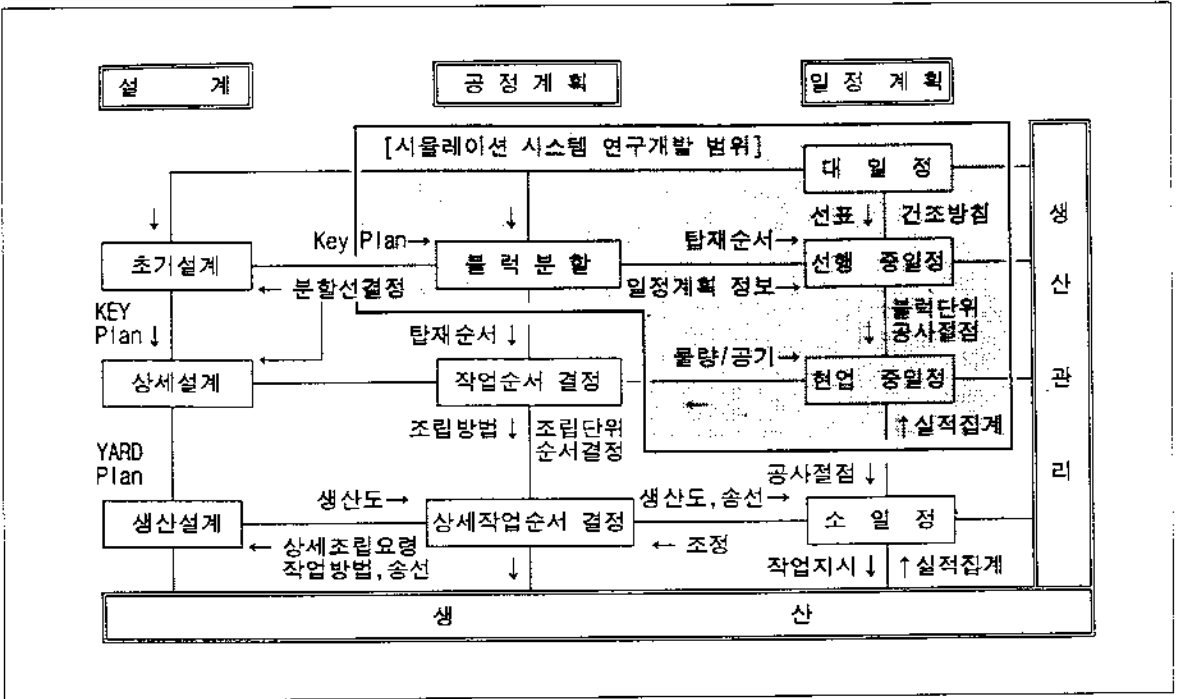 설 계
공 정 계 획
일 정 계 획
[시뮬레이션 시스템 연구개발 범위]
대 일 정
↓
↓
선표 ↓ 건조방침
생
Key Plan→
탑재순서→
초기설계
블 럭 분 할
선행 중일정
산
← 분할선결정
일정계획 정보→
KEY
Plan ↓
블럭단위
↓ 공사절점
탑재순서 ↓
물량/공기→
상세설계
작업순서 결정
현업 중일정
관
←
조립방법 ↓ 조립단위
순서결정
↑실적집계
YARD
Plan
공사절점 ↓
리
생산도→
생산도,송선→
생산설계
상세작업순서 결정
소 일 정
← 상세조립요령
작업방법,송선
↓
← 조정
작업지시 ↓ ↑실적집계
생 산